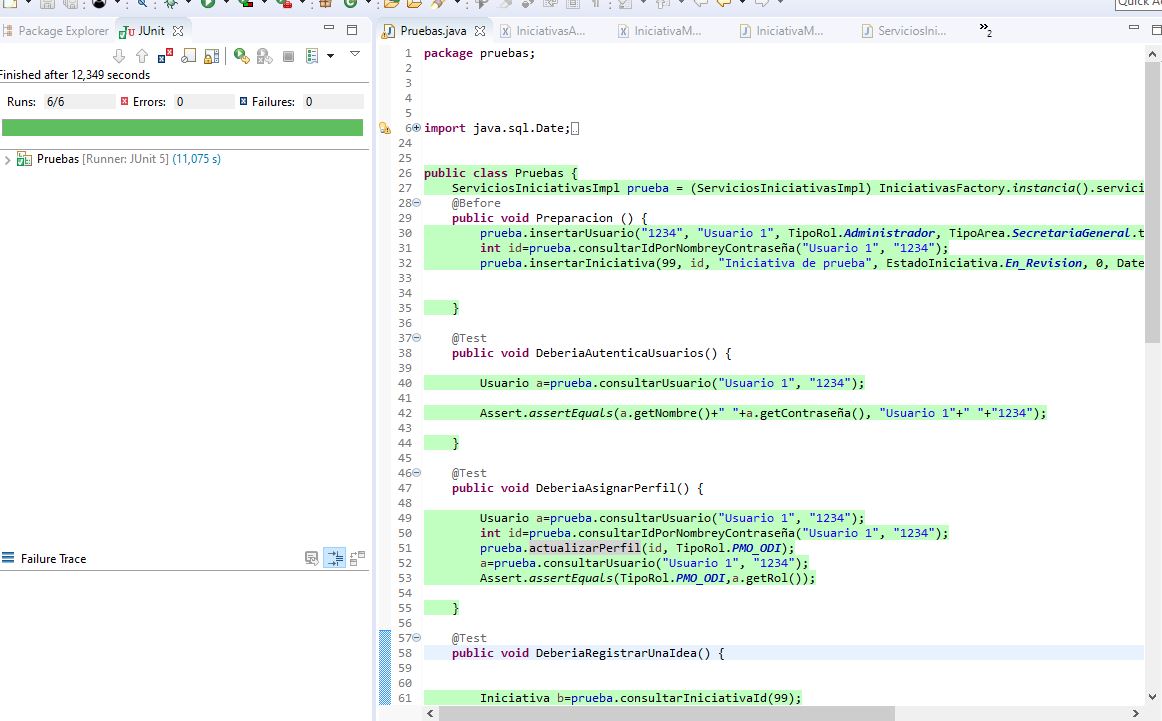 Quick A
Package Explorer
JUnit
Finished after 12,349 seconds
Runs: 6/6 Errors: 0 Failures: 0
Pruebas [Runner: JUnit 5] (11,075 s)
Failure Trace
Pruebas.java IniciativasA... IniciativaM... IniciativaM... ServiciosIni... »2
1 package pruebas;
2
3
4
5
6 import java.sql.Date;
24
25
26 public class Pruebas {
27 ServiciosIniciativasImpl prueba = (ServiciosIniciativasImpl) IniciativasFactory.instancia().servici
28 @Before
29 public void Preparacion () {
30 prueba.insertarUsuario("1234", "Usuario 1", TipoRol.Administrador, TipoArea.SecretariaGeneral.t
31 int id=prueba.consultarIdPorNombreyContraseña("Usuario 1", "1234");
32 prueba.insertarIniciativa(99, id, "Iniciativa de prueba", EstadoIniciativa.En_Revision, 0, Date
33
34
35 }
36
37 @Test
38 public void DeberiaAutenticaUsuarios() {
39
40 Usuario a=prueba.consultarUsuario("Usuario 1", "1234");
41
42 Assert.assertEquals(a.getNombre()+" "+a.getContraseña(), "Usuario 1"+" "+"1234");
43
44 }
45
46 @Test
47 public void DeberiaAsignarPerfil() {
48
49 Usuario a=prueba.consultarUsuario("Usuario 1", "1234");
50 int id=prueba.consultarIdPorNombreyContraseña("Usuario 1", "1234");
51 prueba.actualizarPerfil(id, TipoRol.PMO_ODI);
52 a=prueba.consultarUsuario("Usuario 1", "1234");
53 Assert.assertEquals(TipoRol.PMO_ODI,a.getRol());
54
55 }
56
57 @Test
58 public void DeberiaRegistrarUnaIdea() {
59
60
61 Iniciativa b=prueba.consultarIniciativaId(99);